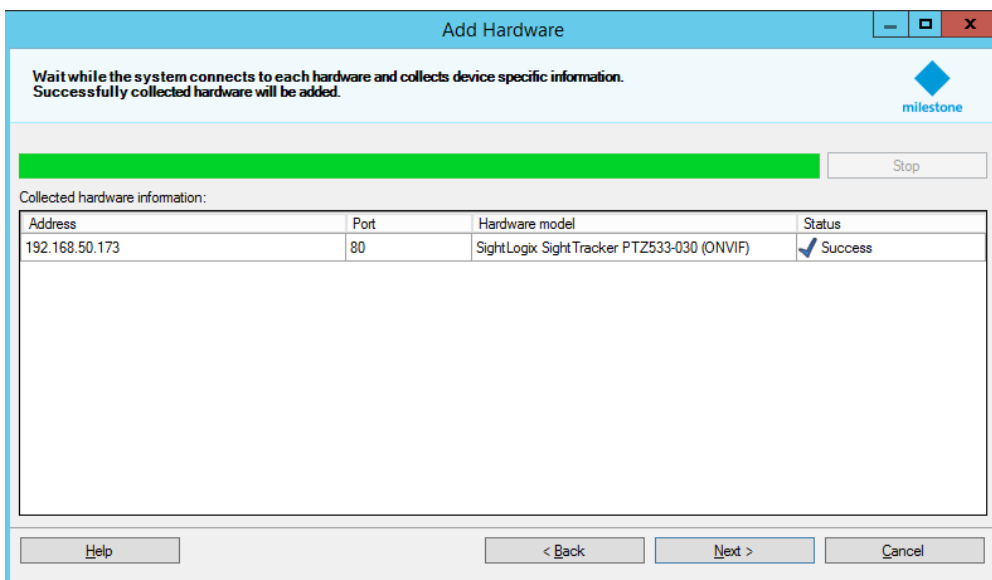 Add Hardware
Wait while the system connects to each hardware and collects device specific information.
Successfully collected hardware will be added.
milestone
Stop
Collected hardware information:
Address Port Hardware model Status
192.168.50.173 80 SightLogix SightTracker PTZ533-030 (ONVIF) Success
Help < Back Next > Cancel